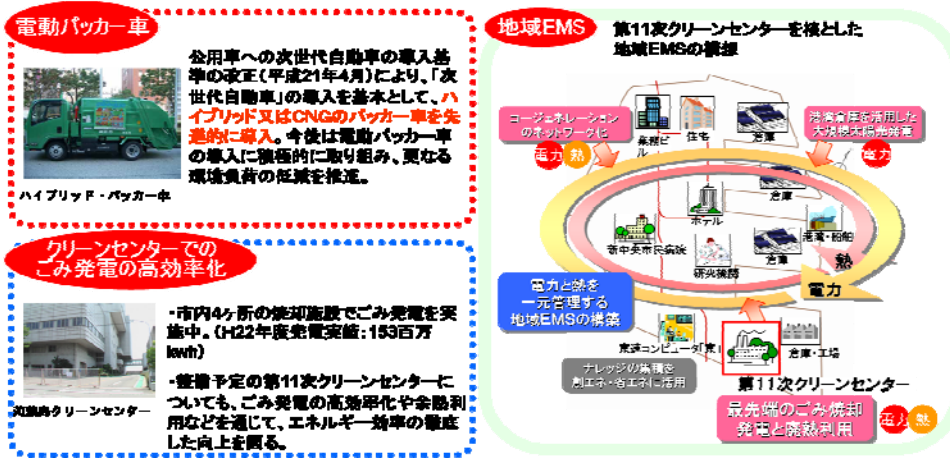 電動パッカー車
公用車への次世代自動車の導入基
準の改正(平成21年4月)により、「次
世代自動車」の導入を基本として、ハ
イブリッド又はCNGのパッカー車を先
進的に導入。今後は電動パッカー車
の導入に積極的に取り組み、更なる
環境負荷の低減を推進。
ハイブリッド・パッカー車
クリーンセンターでの
ごみ発電の高効率化
・市内4ヶ所の焼却施設でごみ発電を実
施中。(H22年度発電実績:153百万
kwh)
・整備予定の第11次クリーンセンターに
ついても、ごみ発電の高効率化や余熱利
用などを通じて、エネルギー効率の徹底
した向上を図る。
クリーンセンター
地域EMS
第11次クリーンセンターを核とした
地域EMSの構想
コージェネレーション
のネットワーク化
電力 熱
業務ビ
ル
住宅
倉庫
港湾倉庫を活用した
大規模太陽光発電
電力
倉庫
ホテル
新中央市民病院
研究機関
倉庫
港湾・船舶
熱
電力
電力と熱を
一元管理する
地域EMSの構築
京速コンピュータ「京」
倉庫・工場
ナレッジの集積を
創エネ・省エネに活用
第11次クリーンセンター
最先端のごみ焼却
発電と廃熱利用
電力 熱